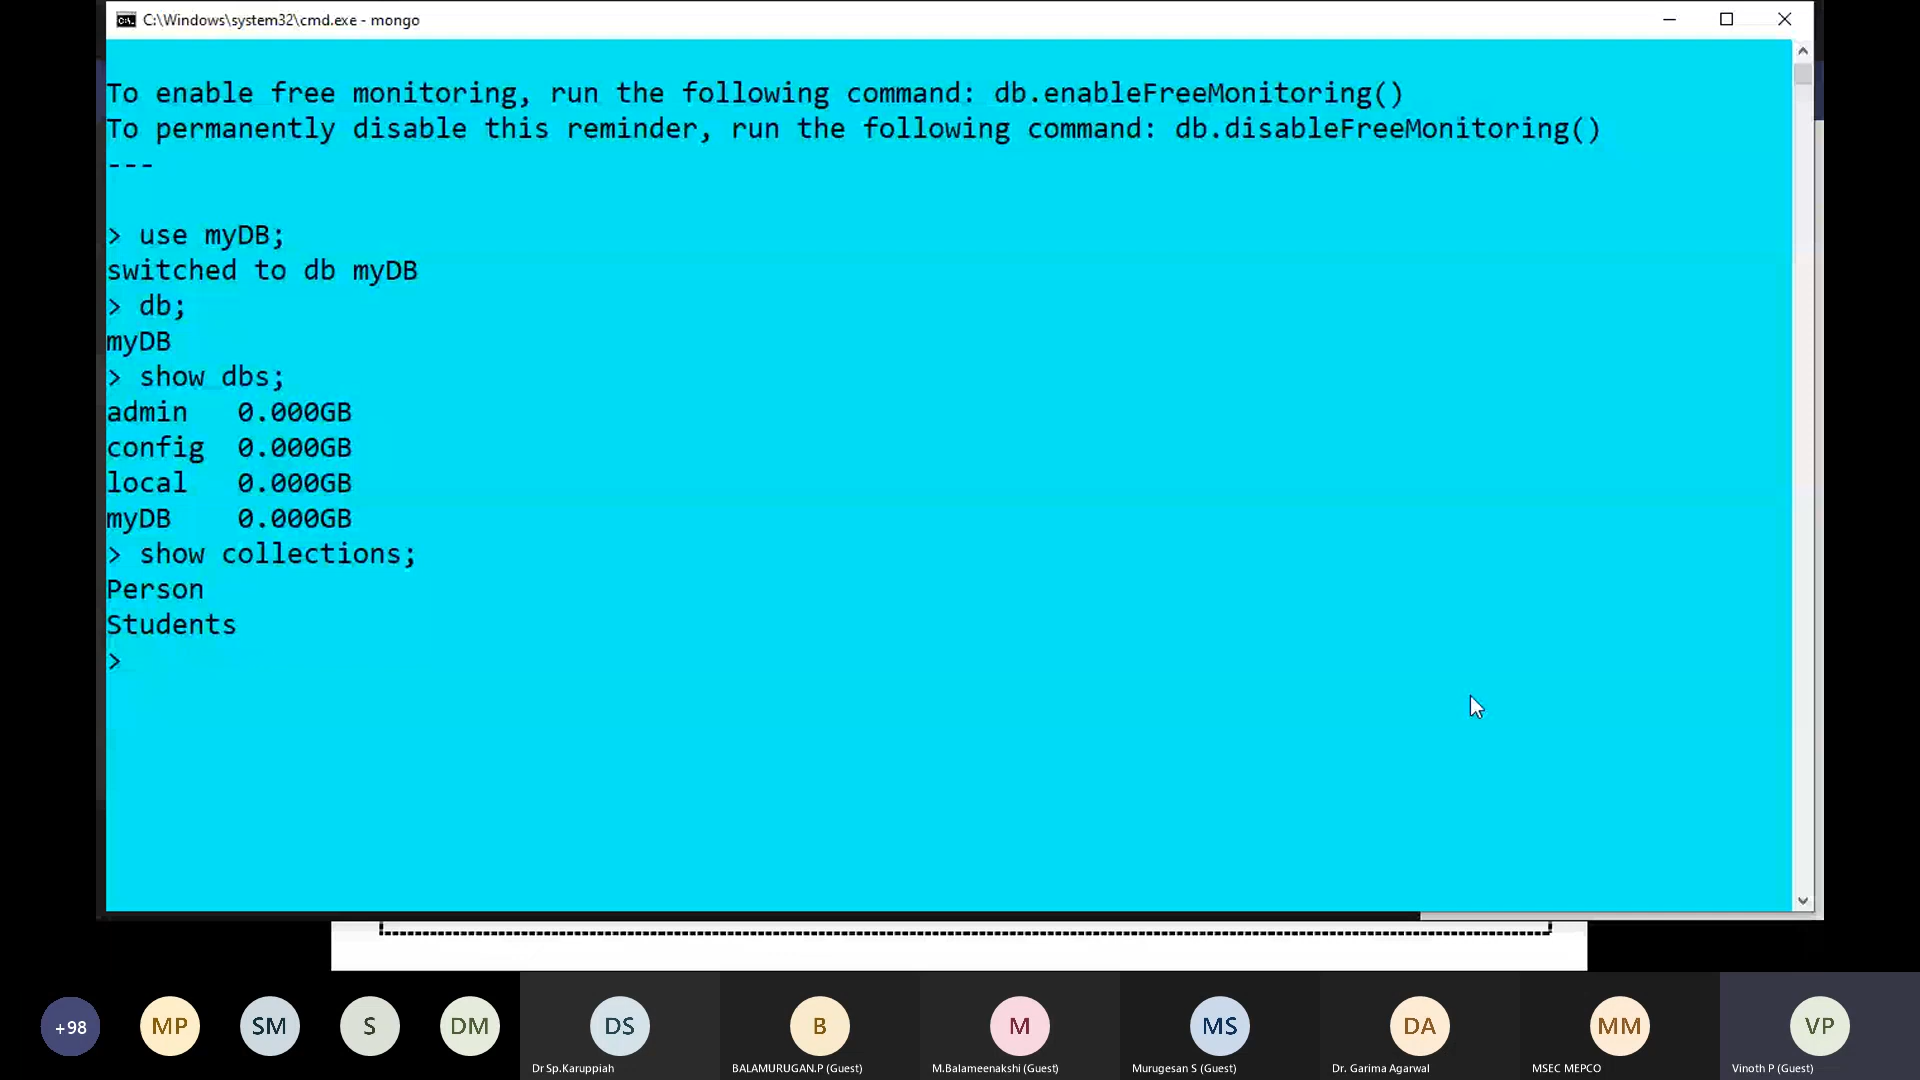 C:\Windows\system32\cmd.exe - mongo
To enable free monitoring, run the following command: db.enableFreeMonitoring()
To permanently disable this reminder, run the following command: db.disableFreeMonitoring()
---
> use myDB;
switched to db myDB
> db;
myDB
> show dbs;
admin   0.000GB
config  0.000GB
local   0.000GB
myDB    0.000GB
> show collections;
Person
Students
>
+98
MP
SM
S
DM
DS
B
M
MS
DA
MM
VP
Dr Sp.Karuppiah
BALAMURUGAN.P (Guest)
M.Balameenakshi (Guest)
Murugesan S (Guest)
Dr. Garima Agarwal
MSEC MEPCO
Vinoth P (Guest)